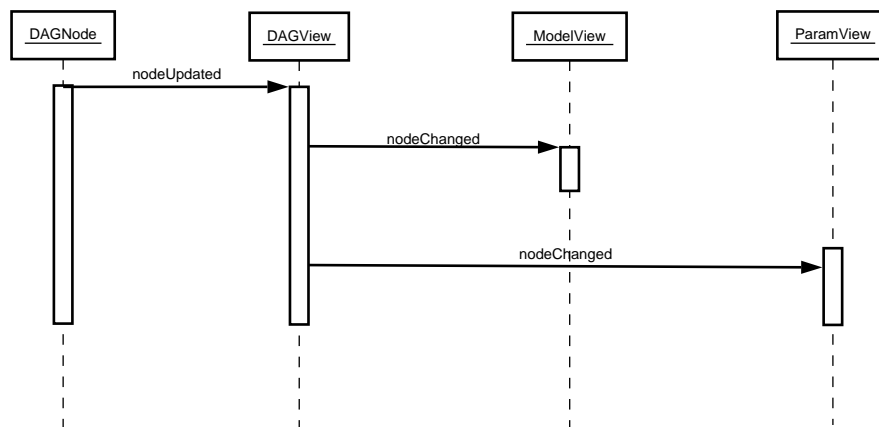 DAGNode
DAGView
ModelView
ParamView
nodeUpdated
nodeChanged
nodeChanged